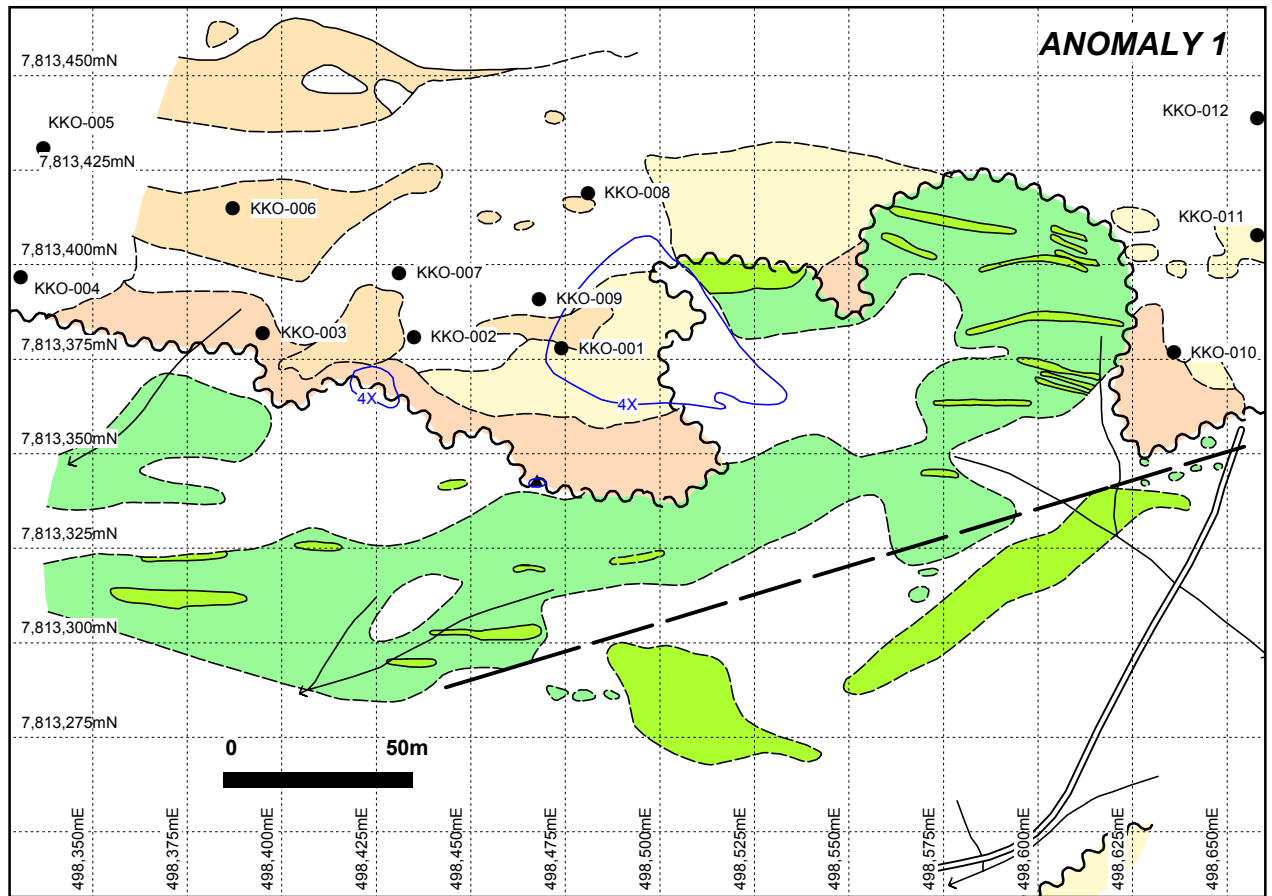 ANOMALY 1
7,813,450mN
KKO-005
KKO-012
7,813,425mN
KKO-008
KKO-006
KKO-011
7,813,400mN
KKO-007
KKO-004
KKO-009
KKO-003
KKO-002
7,813,375mN
KKO-001
KKO-010
4X
4X
7,813,350mN
7,813,325mN
7,813,300mN
7,813,275mN
0
50m
498,350mE
498,375mE
498,400mE
498,425mE
498,450mE
498,475mE
498,500mE
498,525mE
498,550mE
498,575mE
498,600mE
498,625mE
498,650mE